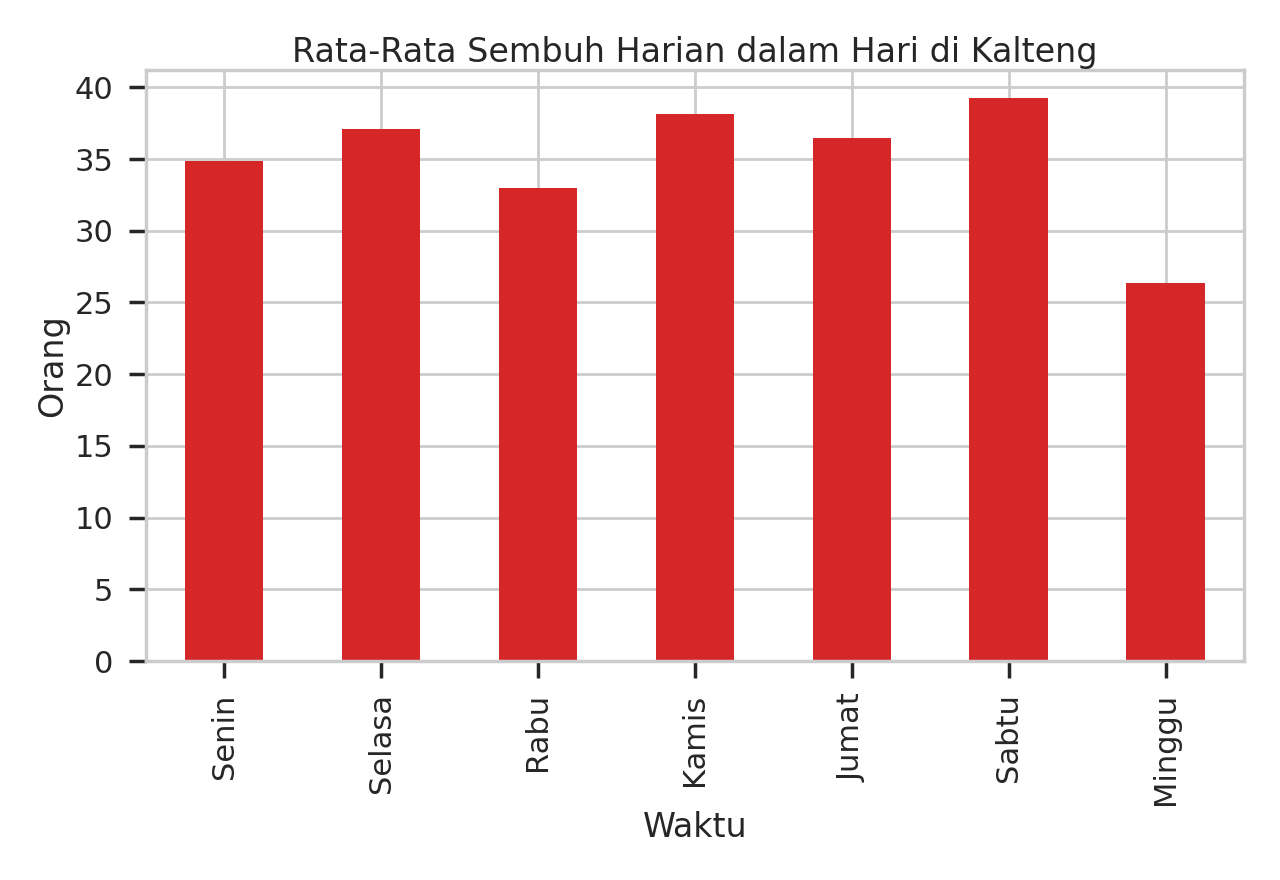 Rata-Rata Sembuh Harian dalam Hari di Kalteng
40
35
30
25
20
15
10
5
0
Orang
Senin
Selasa
Rabu
Kamis
Jumat
Sabtu
Minggu
Waktu